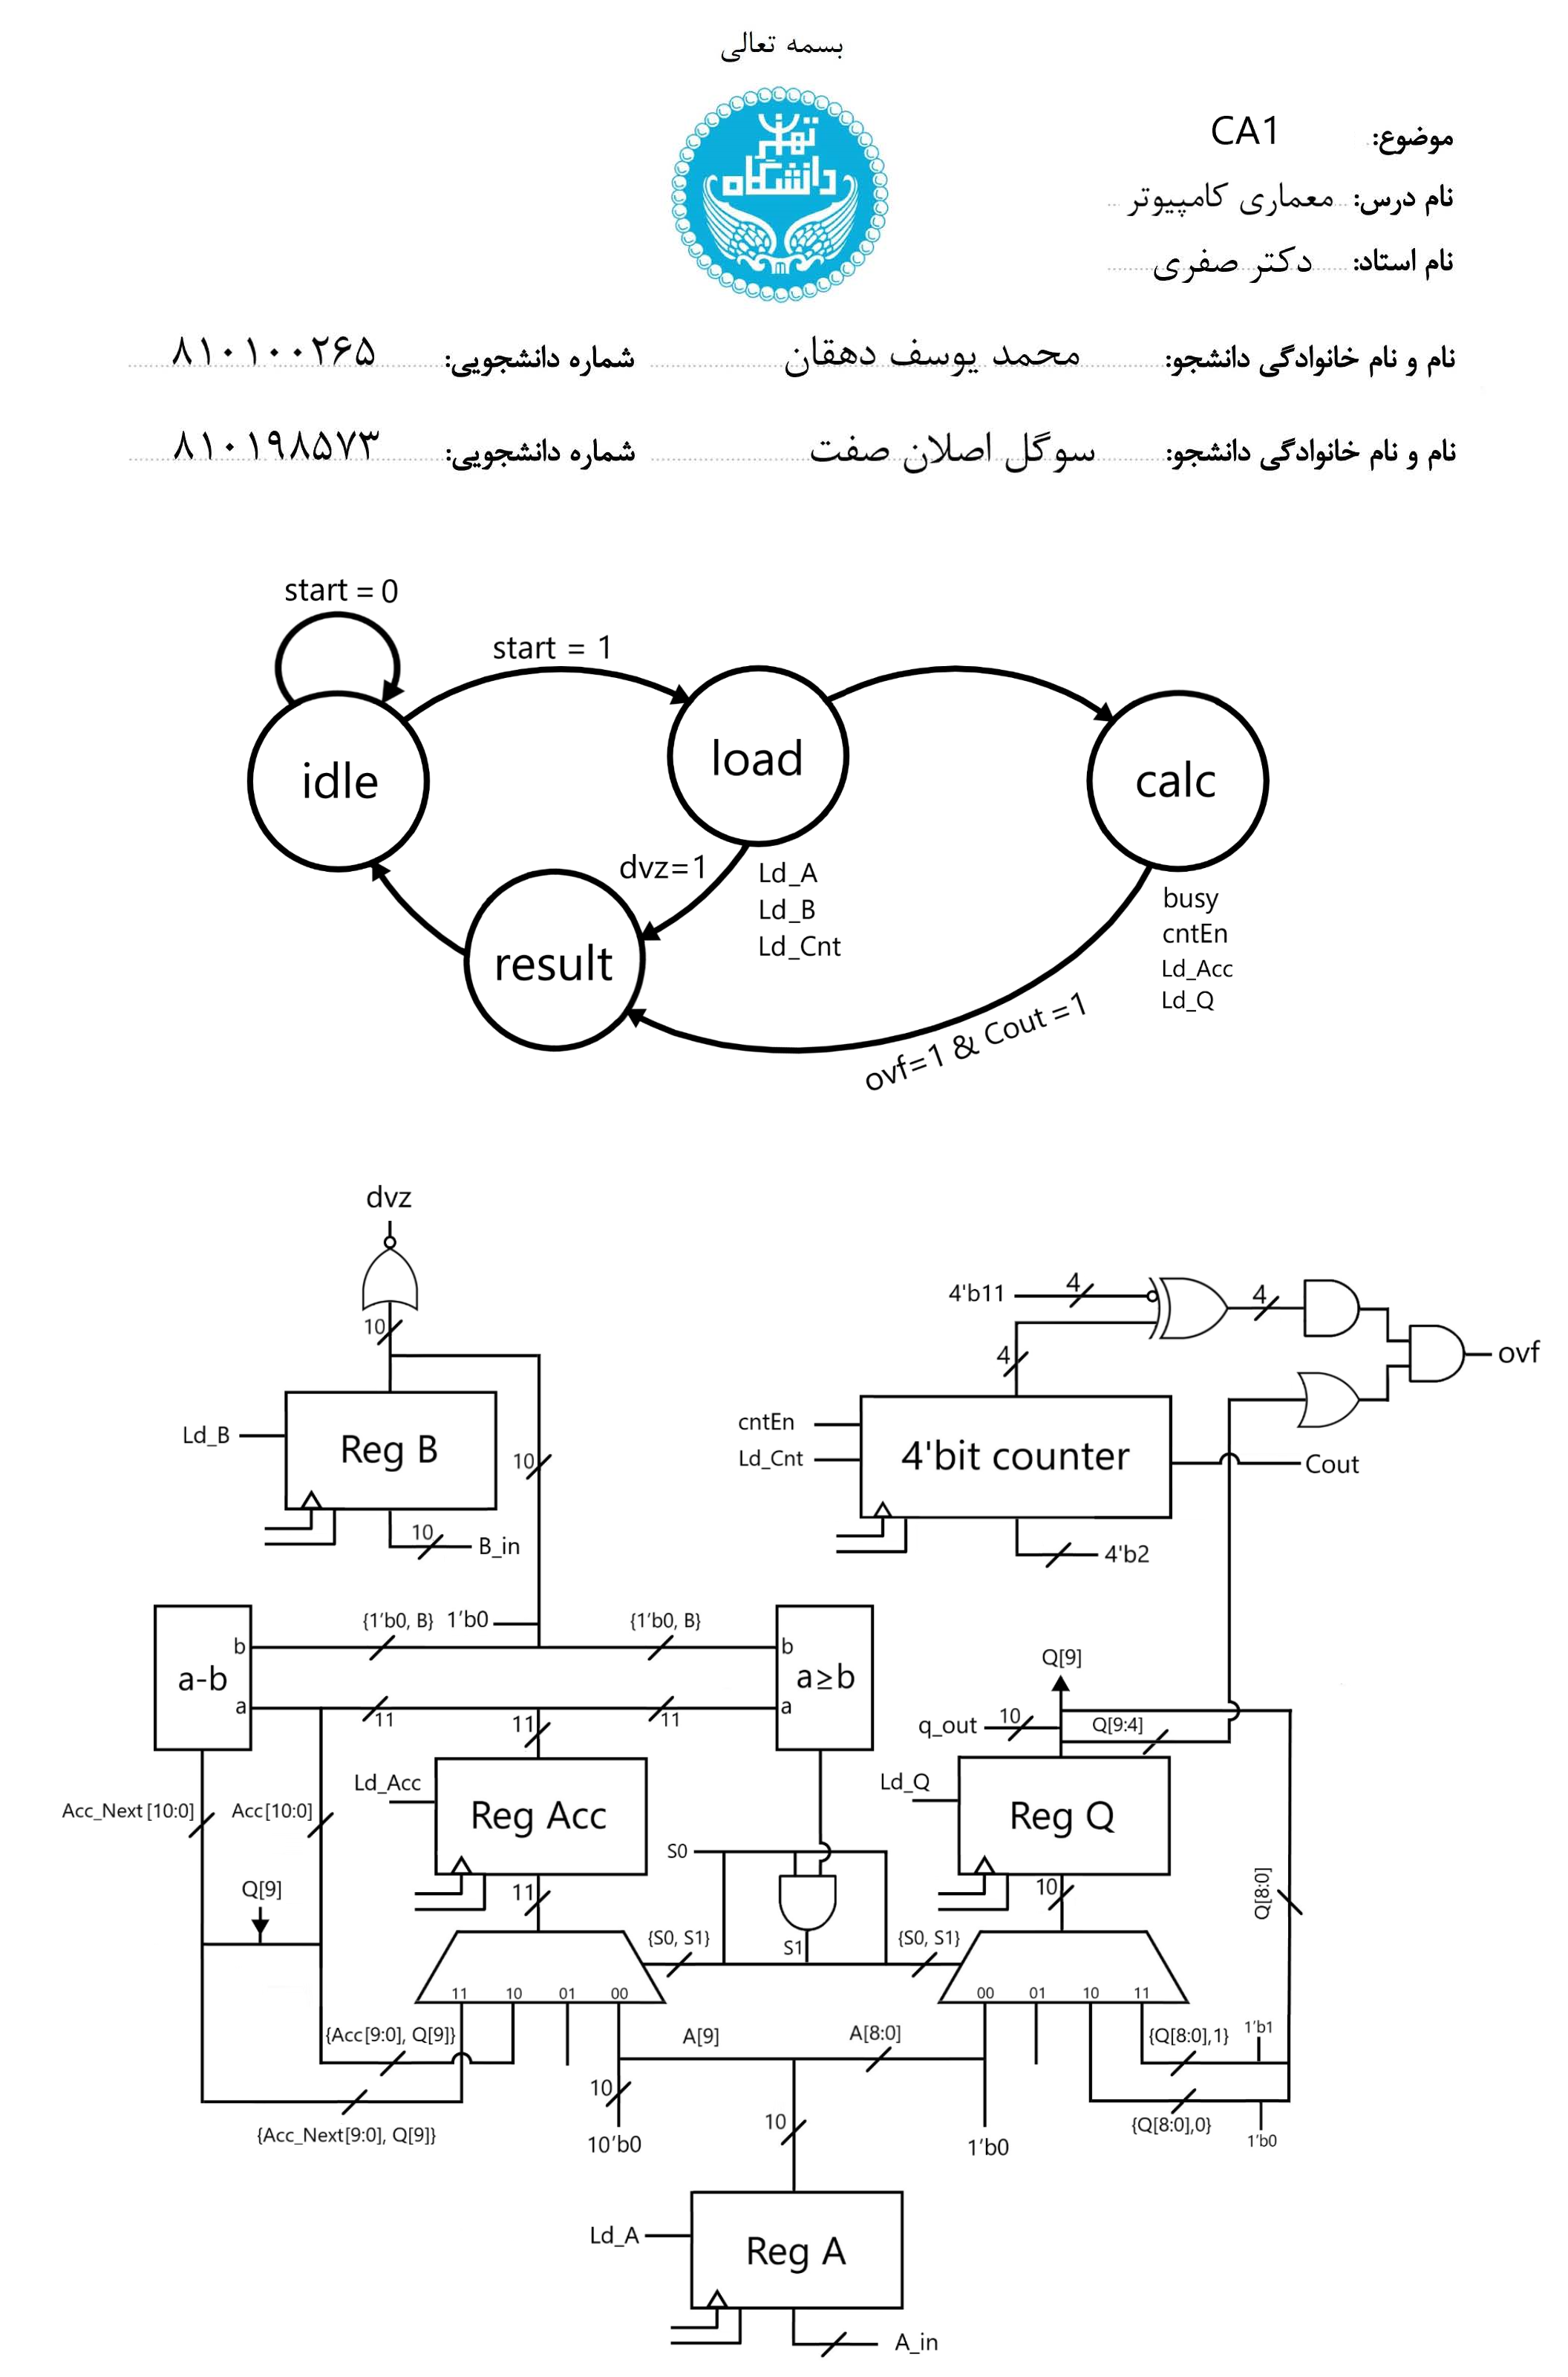 بسمه تعالی
تهران
دانشگاه
موضوع: CA1
نام درس: معماری کامپیوتر
نام استاد: دکتر صفری
نام و نام خانوادگی دانشجو: محمد یوسف دهقان شماره دانشجویی: ۸۱۰۱۰۰۲۶۵
نام و نام خانوادگی دانشجو: سوگل اصلان صفت شماره دانشجویی: ۸۱۰۱۹۸۵۷۳
start = 0
start = 1
idle
load
calc
dvz=1
Ld_A
Ld_B
Ld_Cnt
busy
cntEn
Ld_Acc
Ld_Q
result
ovf=1 & Cout =1
dvz
10
Ld_B
Reg B
10
10
B_in
4'b11
4
4
4
ovf
cntEn
Ld_Cnt
4'bit counter
Cout
4'b2
{1'b0, B}
1'b0
{1'b0, B}
b
a-b
a
b
a≥b
a
11
11
11
Q[9]
q_out
10
Q[9:4]
Acc_Next [10:0]
Acc[10:0]
Ld_Acc
Reg Acc
Ld_Q
Reg Q
S0
11
10
Q[9]
Q[8:0]
{S0, S1}
S1
{S0, S1}
11 10 01 00
00 01 10 11
{Acc[9:0], Q[9]}
A[9]
A[8:0]
{Q[8:0],1}
1'b1
10
10
{Acc_Next[9:0], Q[9]}
10'b0
1'b0
{Q[8:0],0}
1'b0
Ld_A
Reg A
A_in